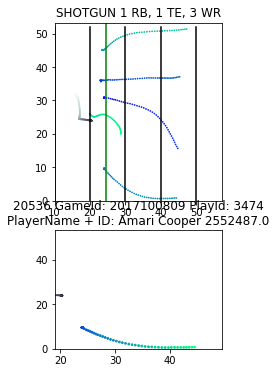 SHOTGUN 1 RB, 1 TE, 3 WR
50
40
30
20
10
0
10 20 30 40 50
20536 GameId: 2017100809 PlayId: 3474
PlayerName + ID: Amari Cooper 2552487.0
40
20
0
20 30 40